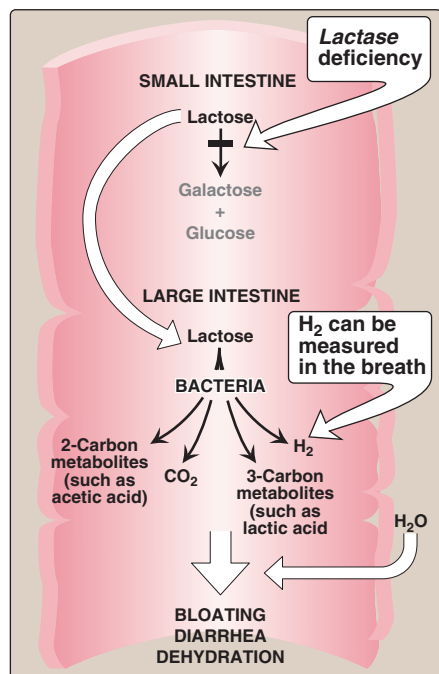 Lactase
deficiency
SMALL INTESTINE
Lactose
Galactose
+
Glucose
LARGE INTESTINE
Lactose
H₂ can be
measured
in the breath
BACTERIA
2-Carbon
metabolites
(such as
acetic acid)
CO₂
3-Carbon
metabolites
(such as
lactic acid
H₂
H₂O
BLOATING
DIARRHEA
DEHYDRATION